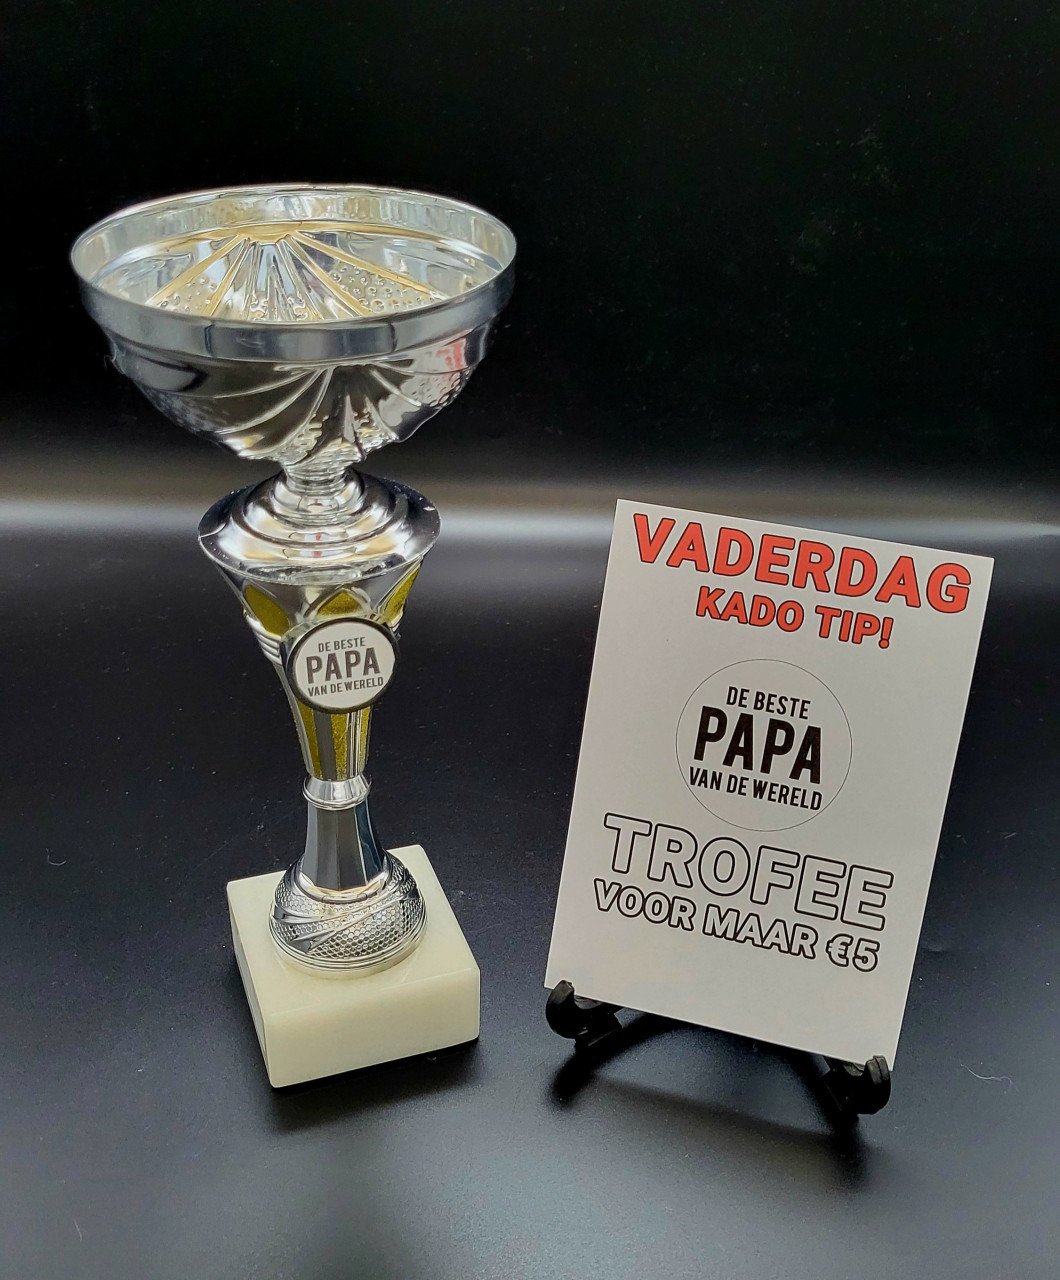 DE BESTE
PAPA
VAN DE WERELD
VADERDAG
KADO TIP!
DE BESTE
PAPA
VAN DE WERELD
TROFEE
VOOR MAAR €5